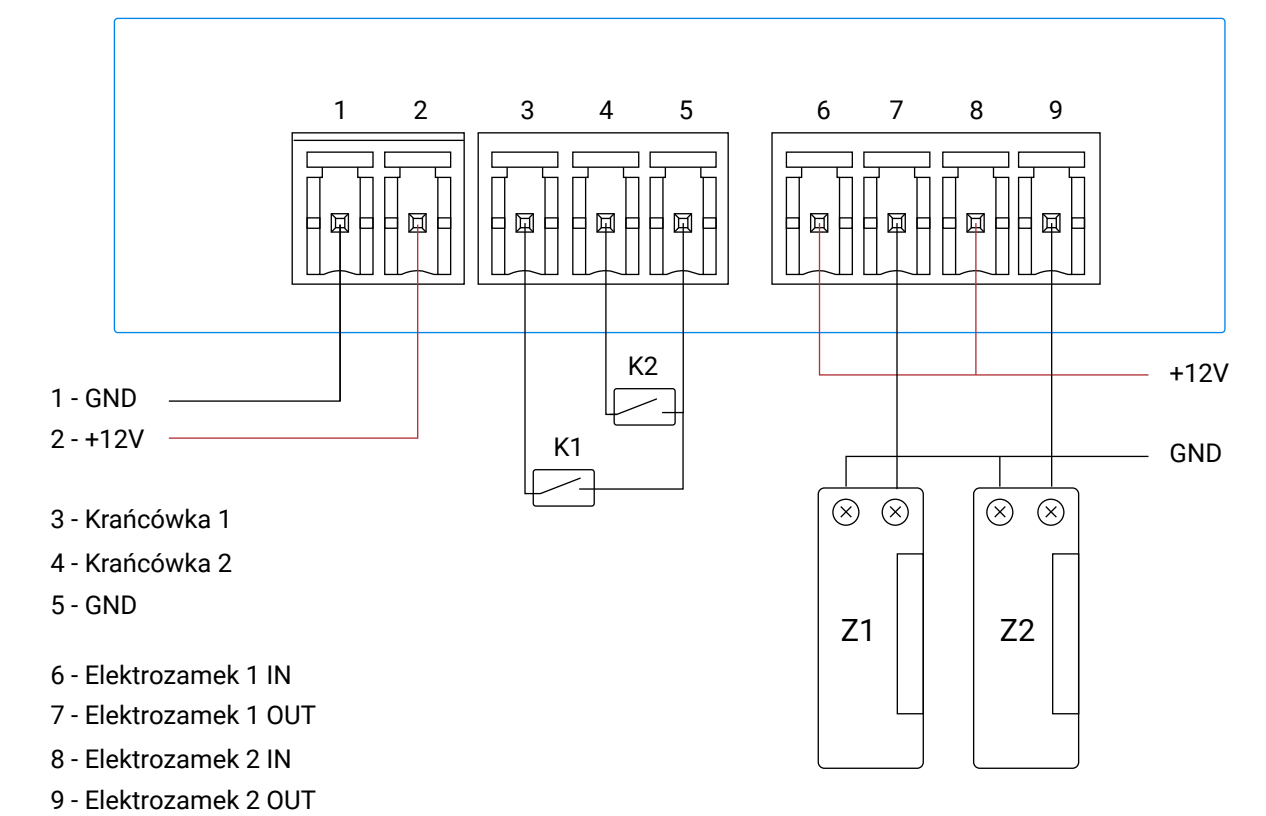 1 2 3 4 5 6 7 8 9
K2
+12V
1 - GND
2 - +12V
K1
GND
3 - Krańcówka 1
4 - Krańcówka 2
5 - GND
Z1 Z2
6 - Elektrozamek 1 IN
7 - Elektrozamek 1 OUT
8 - Elektrozamek 2 IN
9 - Elektrozamek 2 OUT